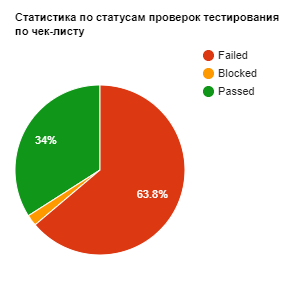 Статистика по статусам проверок тестирования
по чек-листу
Failed
Blocked
Passed
34%
63.8%